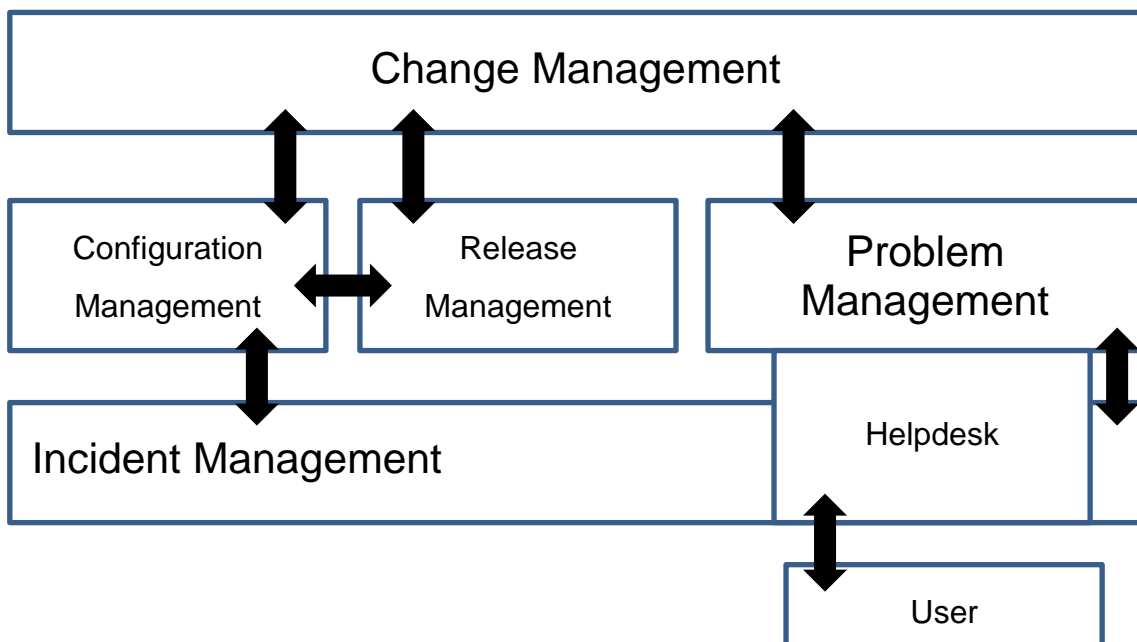 Change Management
Configuration
Management
Release
Management
Problem
Management
Helpdesk
Incident Management
User